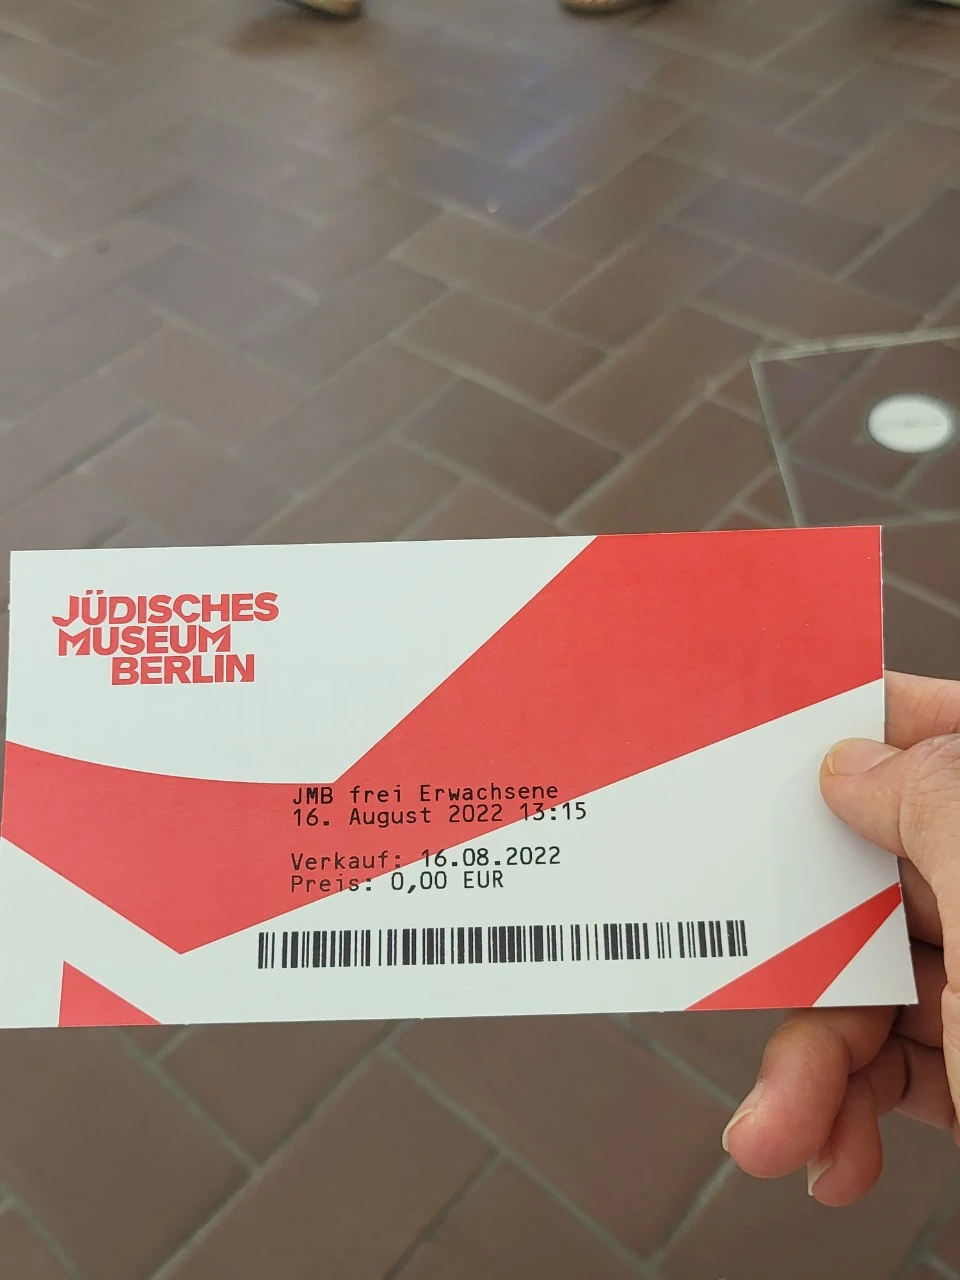 JÜDISCHES
MUSEUM
BERLIN
JMB frei Erwachsene
16. August 2022 13:15
Verkauf: 16.08.2022
Preis: 0,00 EUR